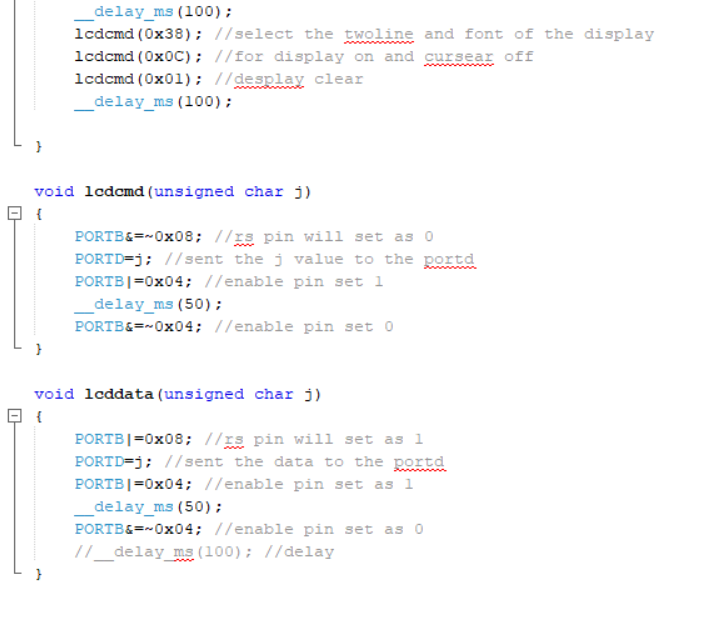 __delay_ms(100);
lcdcmd(0x38); //select the twoline and font of the display
lcdcmd(0x0C); //for display on and cursear off
lcdcmd(0x01); //desplay clear
__delay_ms(100);
}
void lcdcmd(unsigned char j)
{
PORTB&=~0x08; //rs pin will set as 0
PORTD=j; //sent the j value to the portd
PORTB|=0x04; //enable pin set 1
__delay_ms(50);
PORTB&=~0x04; //enable pin set 0
}
void lcddata(unsigned char j)
{
PORTB|=0x08; //rs pin will set as 1
PORTD=j; //sent the data to the portd
PORTB|=0x04; //enable pin set as 1
__delay_ms(50);
PORTB&=~0x04; //enable pin set as 0
//__delay_ms(100); //delay
}